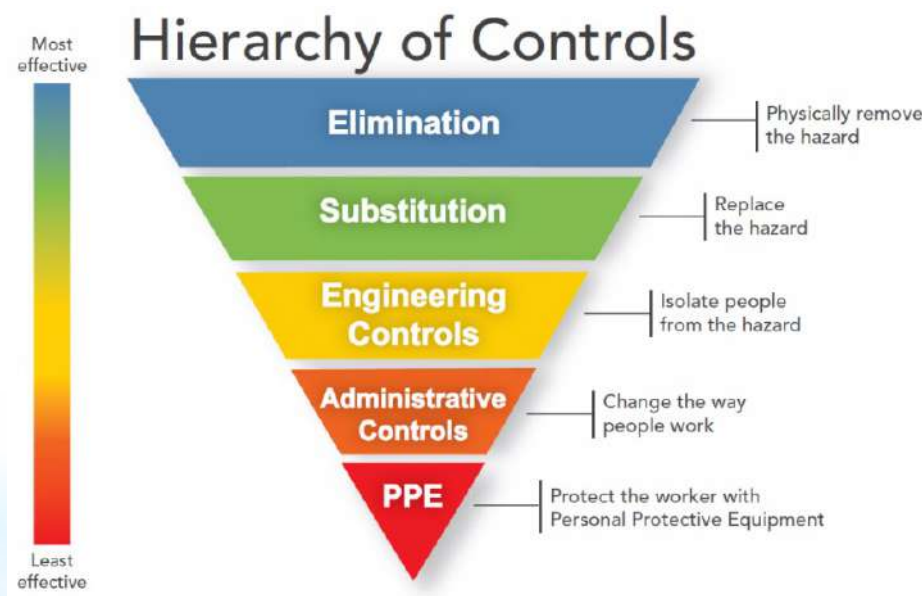 Hierarchy of Controls
Most
effective
Elimination
Physically remove
the hazard
Substitution
Replace
the hazard
Engineering
Controls
Isolate people
from the hazard
Administrative
Controls
Change the way
people work
PPE
Protect the worker with
Personal Protective Equipment
Least
effective